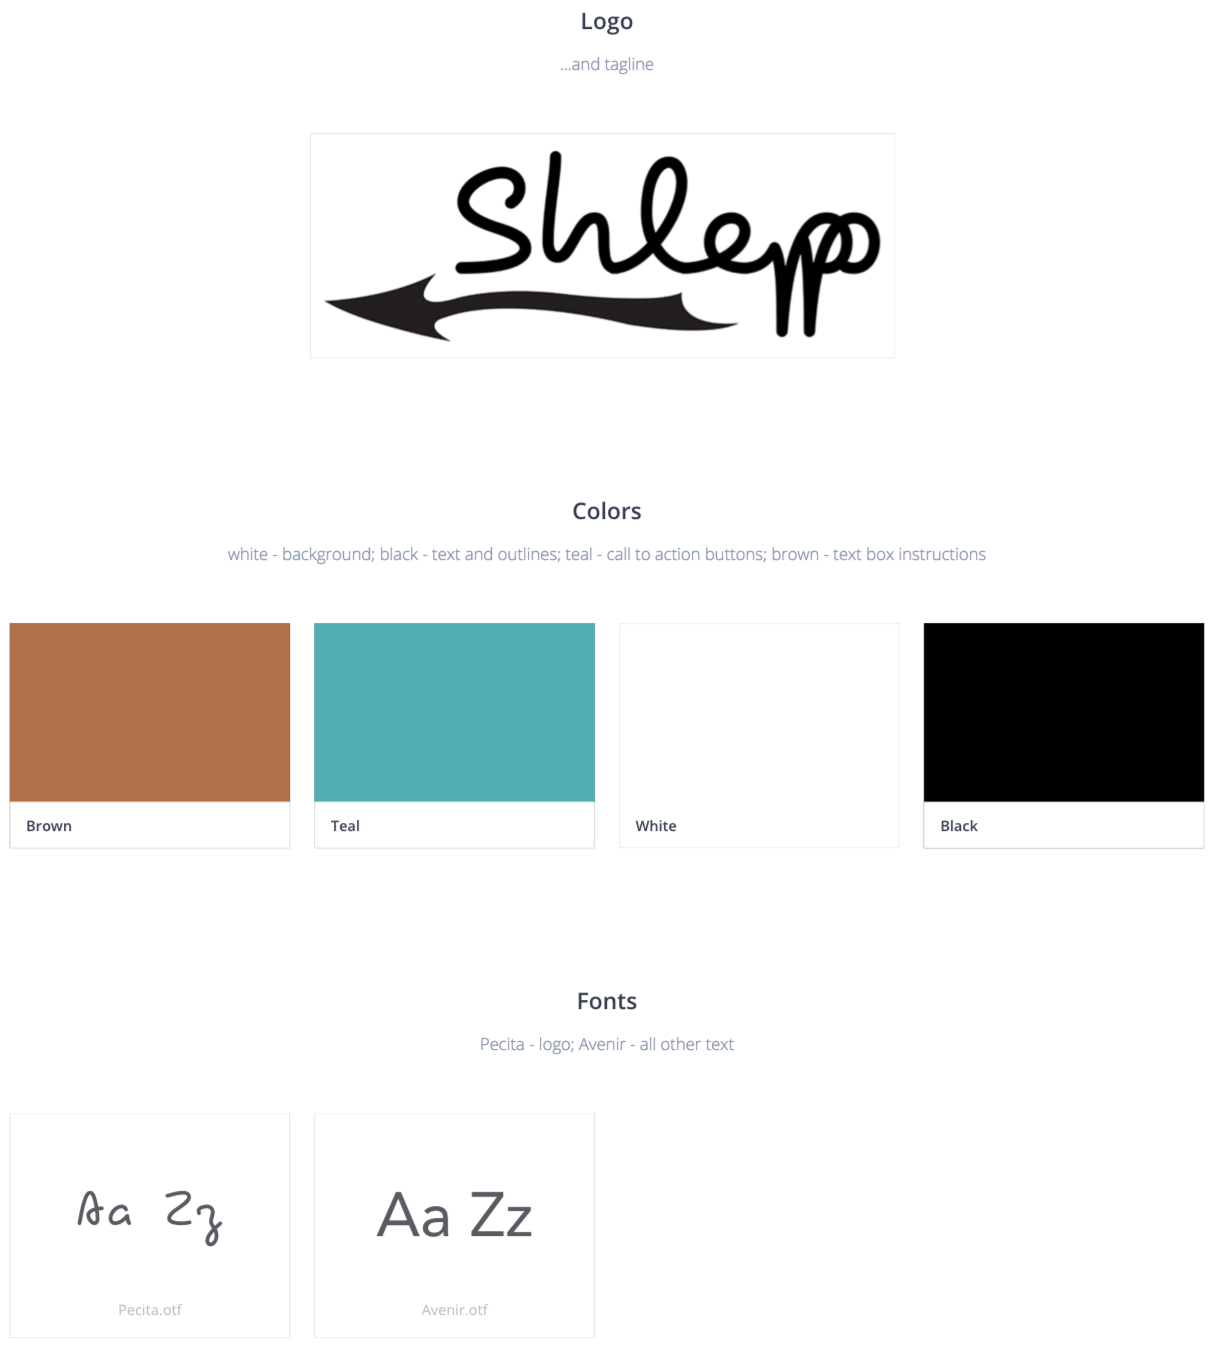 Logo
...and tagline
Shlepp
Colors
white - background; black - text and outlines; teal - call to action buttons; brown - text box instructions
Brown
Teal
White
Black
Fonts
Pecita - logo; Avenir - all other text
Aa Zz
Aa Zz
Pecita.otf
Avenir.otf